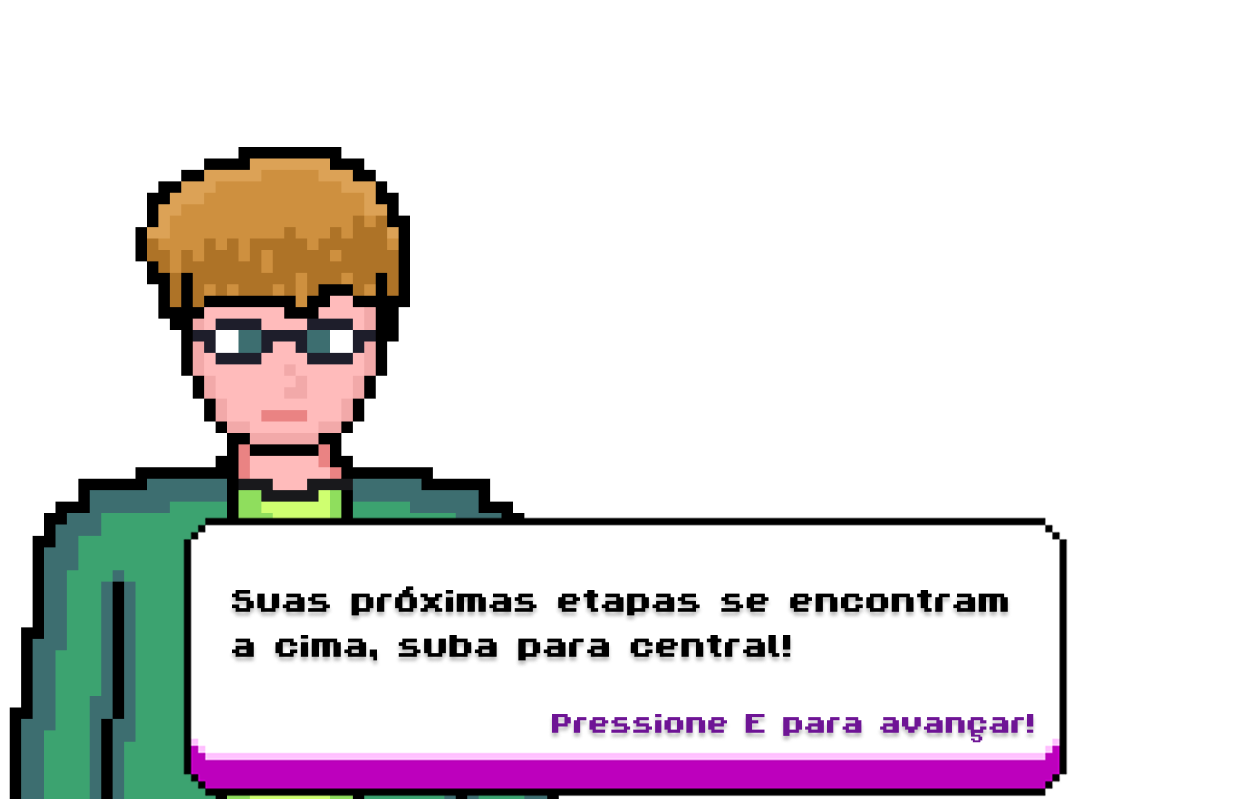 Suas próximas etapas se encontram
a cima, suba para central!
Pressione E para avançar!